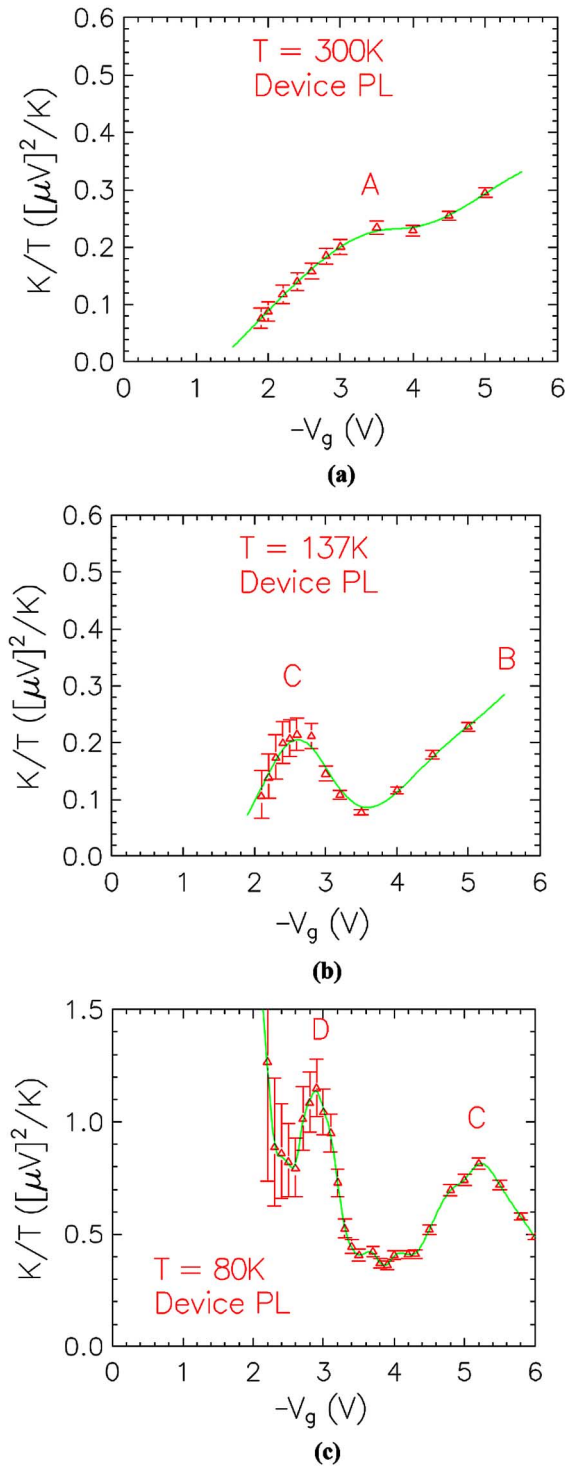 0.6
0.5
0.4
0.3
0.2
0.1
0.0
K/T ([μV]²/K)
T = 300K
Device PL
A
0 1 2 3 4 5 6
-V_g (V)
(a)
0.6
0.5
0.4
0.3
0.2
0.1
0.0
K/T ([μV]²/K)
T = 137K
Device PL
C
B
0 1 2 3 4 5 6
-V_g (V)
(b)
1.5
1.0
0.5
0.0
K/T ([μV]²/K)
D
C
T = 80K
Device PL
0 1 2 3 4 5 6
-V_g (V)
(c)